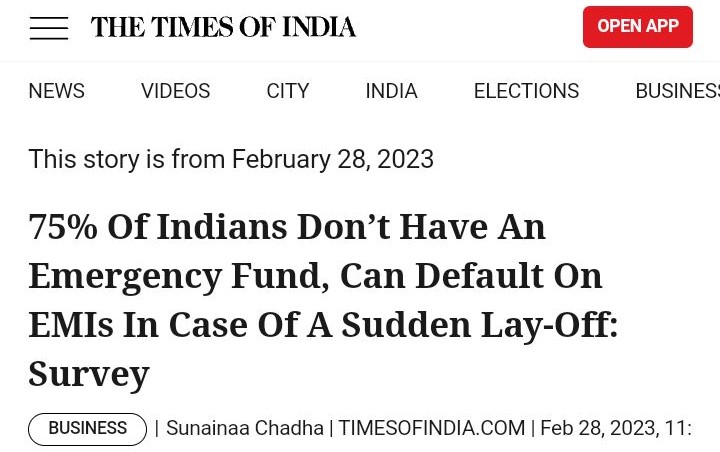 THE TIMES OF INDIA
OPEN APP
NEWS VIDEOS CITY INDIA ELECTIONS BUSINES
This story is from February 28, 2023
75% Of Indians Don’t Have An
Emergency Fund, Can Default On
EMIs In Case Of A Sudden Lay-Off:
Survey
BUSINESS | Sunainaa Chadha | TIMESOFINDIA.COM | Feb 28, 2023, 11: